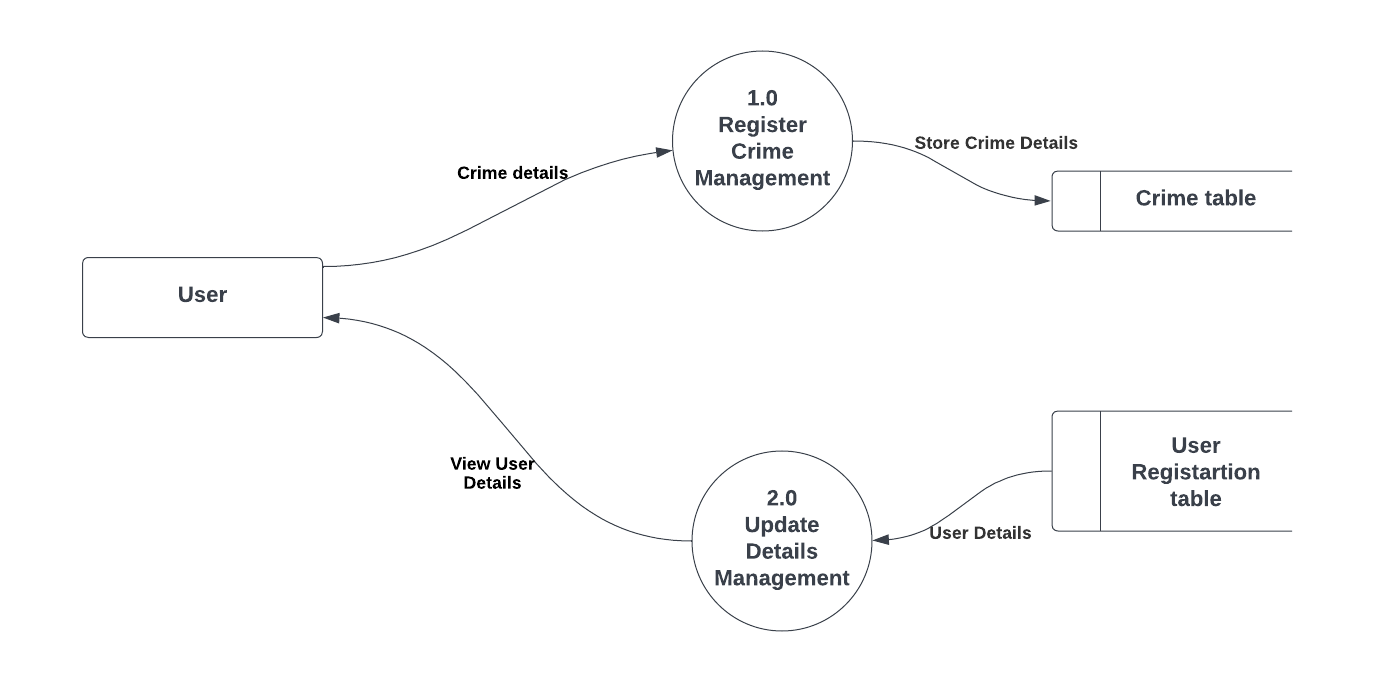 1.0
Register
Crime
Management
Store Crime Details
Crime details
Crime table
User
User
Registartion
table
View User
Details
2.0
Update
Details
Management
User Details